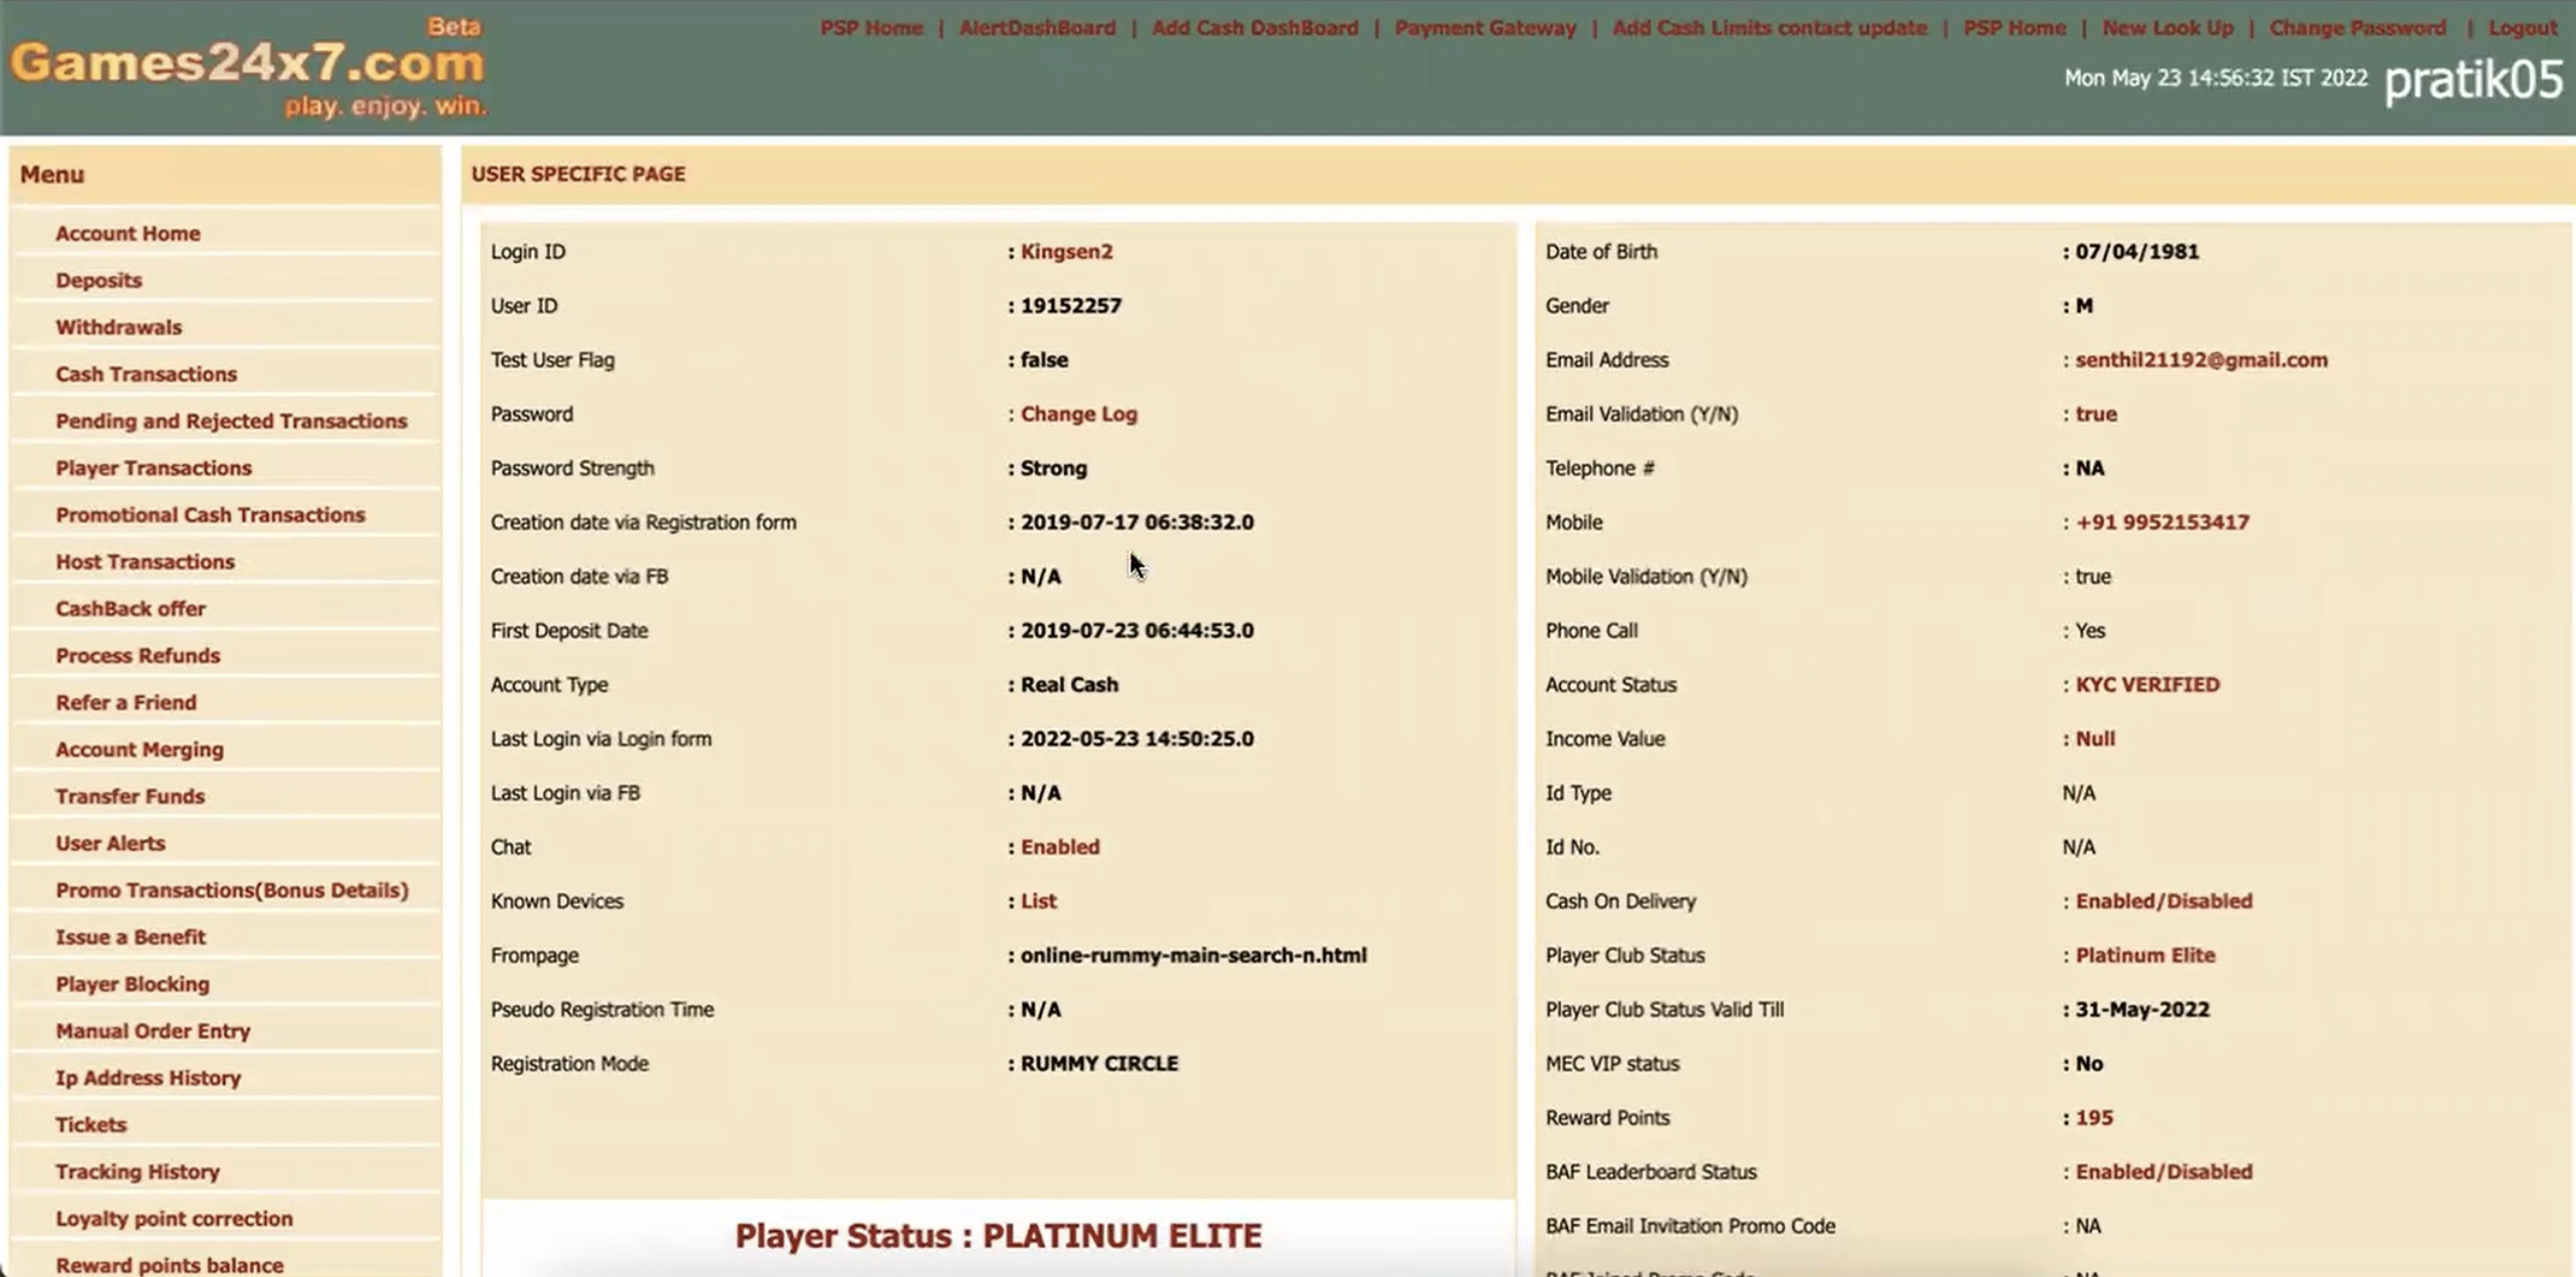 Beta
Games24x7.com
play. enjoy. win.
PSP Home | AlertDashBoard | Add Cash DashBoard | Payment Gateway | Add Cash Limits contact update | PSP Home | New Look Up | Change Password | Logout
Mon May 23 14:56:32 IST 2022 pratik05
Menu
Account Home
Deposits
Withdrawals
Cash Transactions
Pending and Rejected Transactions
Player Transactions
Promotional Cash Transactions
Host Transactions
CashBack offer
Process Refunds
Refer a Friend
Account Merging
Transfer Funds
User Alerts
Promo Transactions(Bonus Details)
Issue a Benefit
Player Blocking
Manual Order Entry
Ip Address History
Tickets
Tracking History
Loyalty point correction
Reward points balance
USER SPECIFIC PAGE
Login ID : Kingsen2
User ID : 19152257
Test User Flag : false
Password : Change Log
Password Strength : Strong
Creation date via Registration form : 2019-07-17 06:38:32.0
Creation date via FB : N/A
First Deposit Date : 2019-07-23 06:44:53.0
Account Type : Real Cash
Last Login via Login form : 2022-05-23 14:50:25.0
Last Login via FB : N/A
Chat : Enabled
Known Devices : List
Frompage : online-rummy-main-search-n.html
Pseudo Registration Time : N/A
Registration Mode : RUMMY CIRCLE
Player Status : PLATINUM ELITE
Date of Birth : 07/04/1981
Gender : M
Email Address : senthil21192@gmail.com
Email Validation (Y/N) : true
Telephone # : NA
Mobile : +91 9952153417
Mobile Validation (Y/N) : true
Phone Call : Yes
Account Status : KYC VERIFIED
Income Value : Null
Id Type N/A
Id No. N/A
Cash On Delivery : Enabled/Disabled
Player Club Status : Platinum Elite
Player Club Status Valid Till : 31-May-2022
MEC VIP status : No
Reward Points : 195
BAF Leaderboard Status : Enabled/Disabled
BAF Email Invitation Promo Code : NA